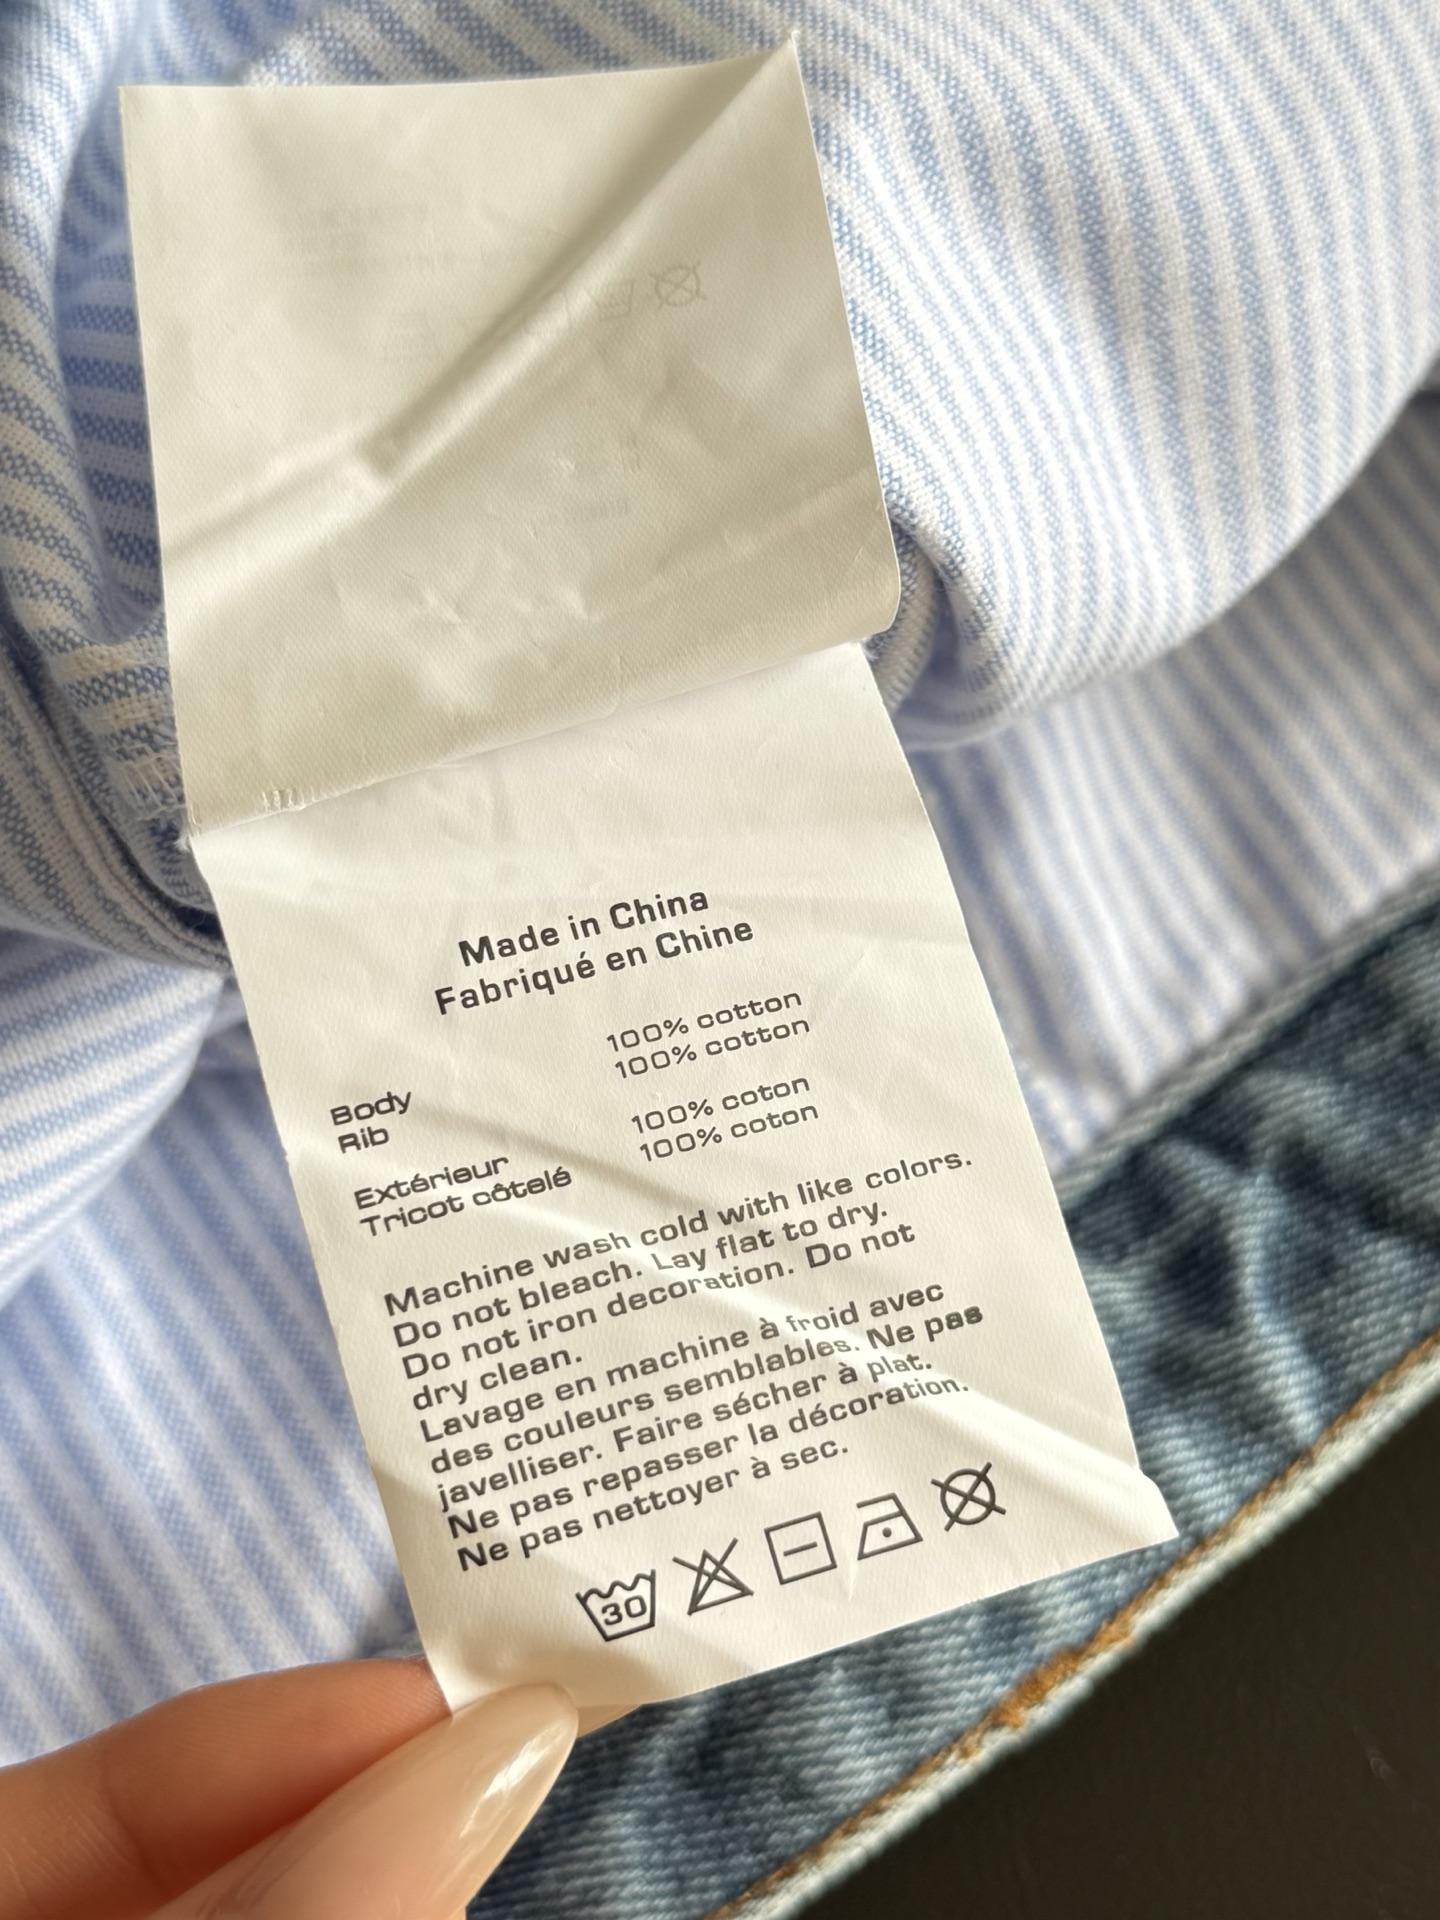 Made in China
Fabriqué en Chine
Body 100% cotton
Rib 100% cotton
Extérieur 100% coton
Tricot côtelé 100% coton
Machine wash cold with like colors.
Do not bleach. Lay flat to dry.
Do not iron decoration. Do not
dry clean.
Lavage en machine à froid avec
des couleurs semblables. Ne pas
javelliser. Faire sécher à plat.
Ne pas repasser la décoration.
Ne pas nettoyer à sec.
30